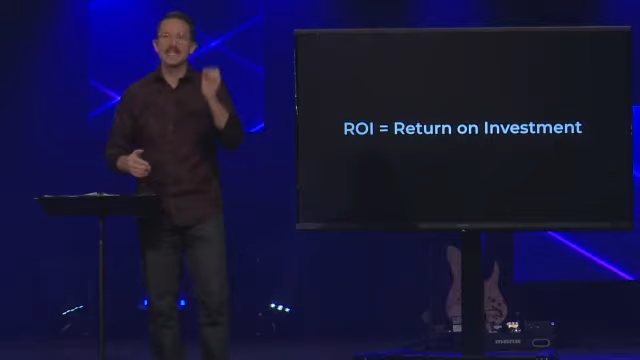 ROI = Return on Investment